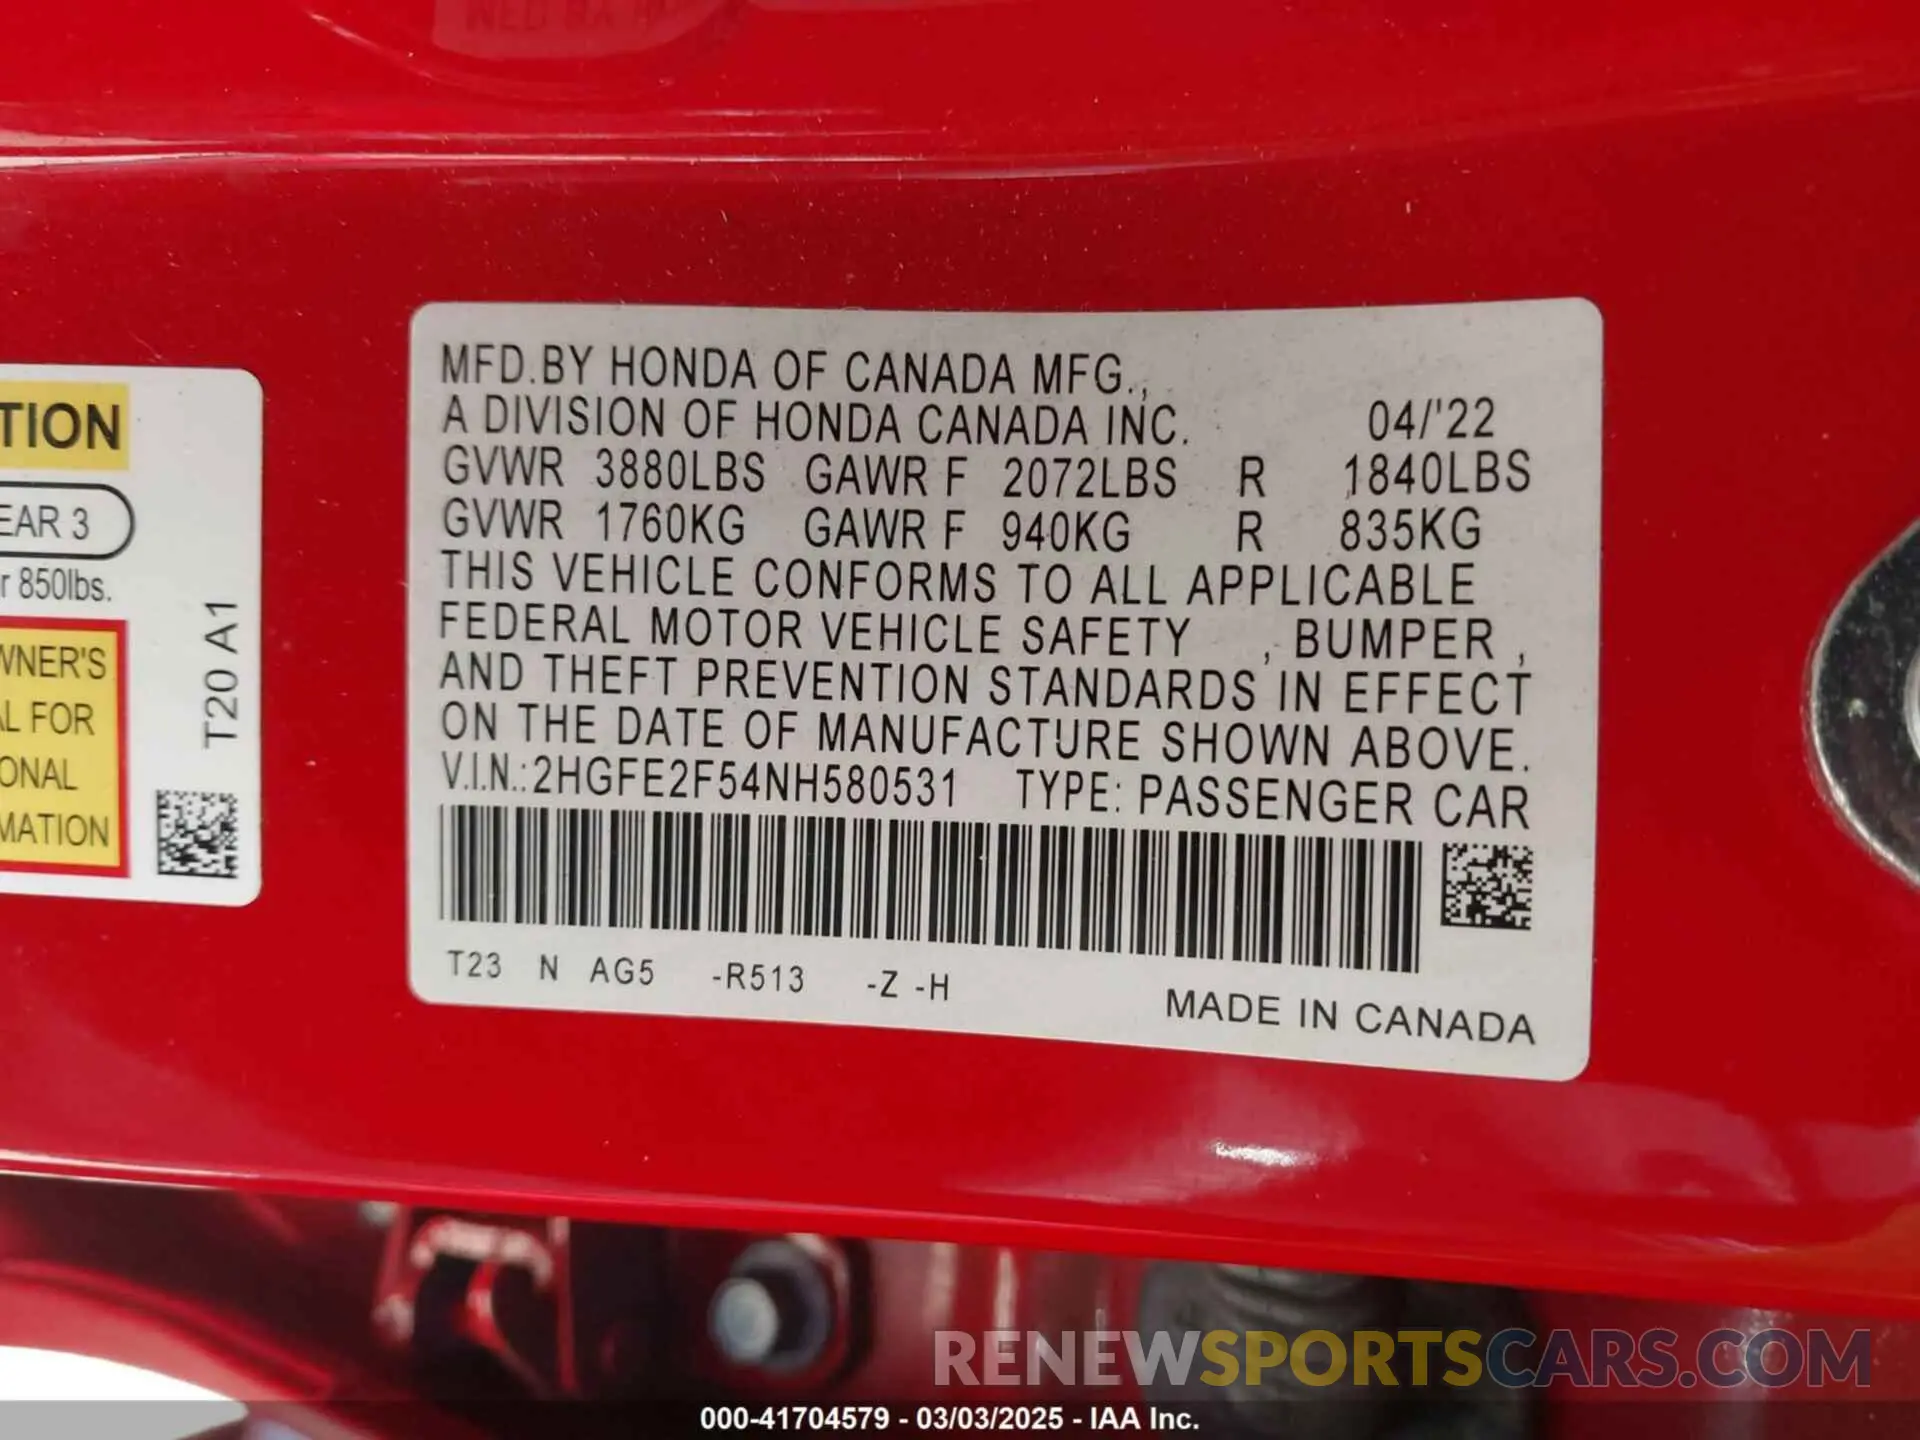 TION
EAR 3
r 850lbs.
WNER'S
AL FOR
ONAL
MATION
T20 A1
MFD.BY HONDA OF CANADA MFG.,
A DIVISION OF HONDA CANADA INC. 04/'22
GVWR 3880LBS GAWR F 2072LBS R 1840LBS
GVWR 1760KG GAWR F 940KG R 835KG
THIS VEHICLE CONFORMS TO ALL APPLICABLE
FEDERAL MOTOR VEHICLE SAFETY , BUMPER ,
AND THEFT PREVENTION STANDARDS IN EFFECT
ON THE DATE OF MANUFACTURE SHOWN ABOVE.
V.I.N.:2HGFE2F54NH580531 TYPE: PASSENGER CAR
T23 N AG5 -R513 -Z -H
MADE IN CANADA
RENEWSPORTSCARS.COM
000-41704579 - 03/03/2025 - IAA Inc.